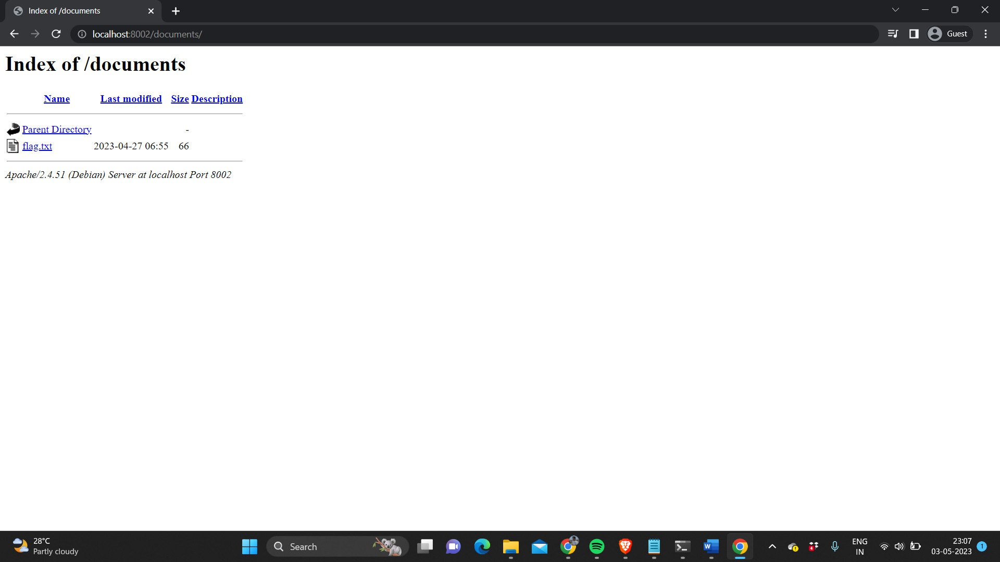 Index of /documents
localhost:8002/documents/
Guest
Index of /documents
Name Last modified Size Description
Parent Directory -
flag.txt 2023-04-27 06:55 66
Apache/2.4.51 (Debian) Server at localhost Port 8002
28°C
Partly cloudy
Search
W
4
ENG
IN
23:07
03-05-2023
1